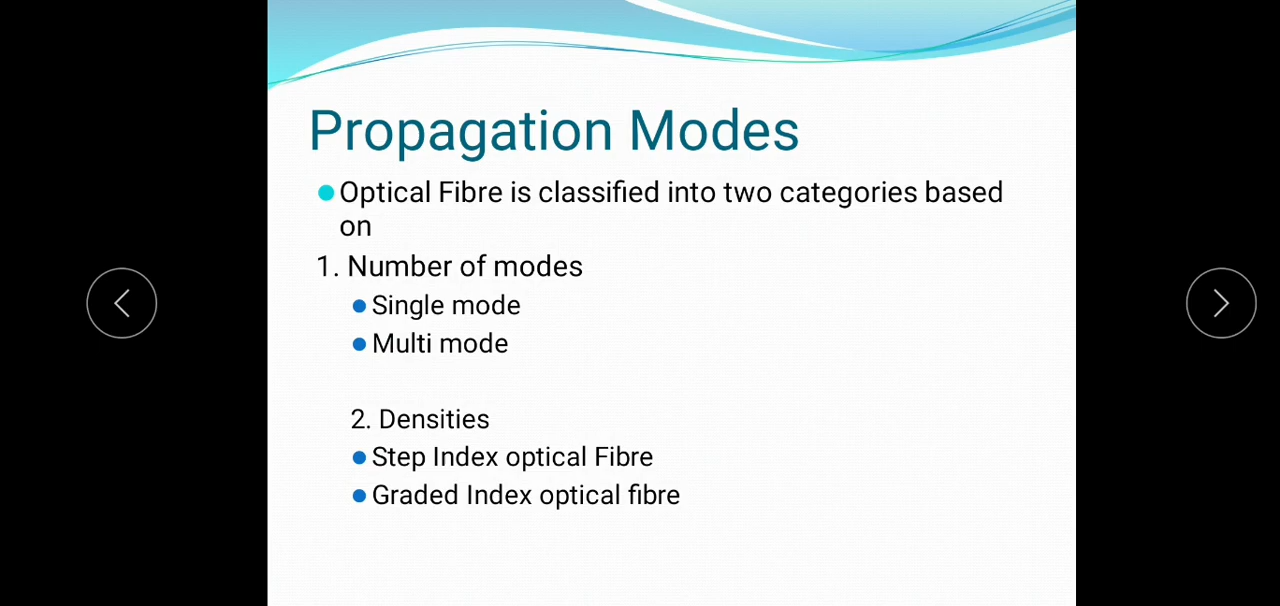 Propagation Modes
Optical Fibre is classified into two categories based
on
1. Number of modes
Single mode
Multi mode
2. Densities
Step Index optical Fibre
Graded Index optical fibre